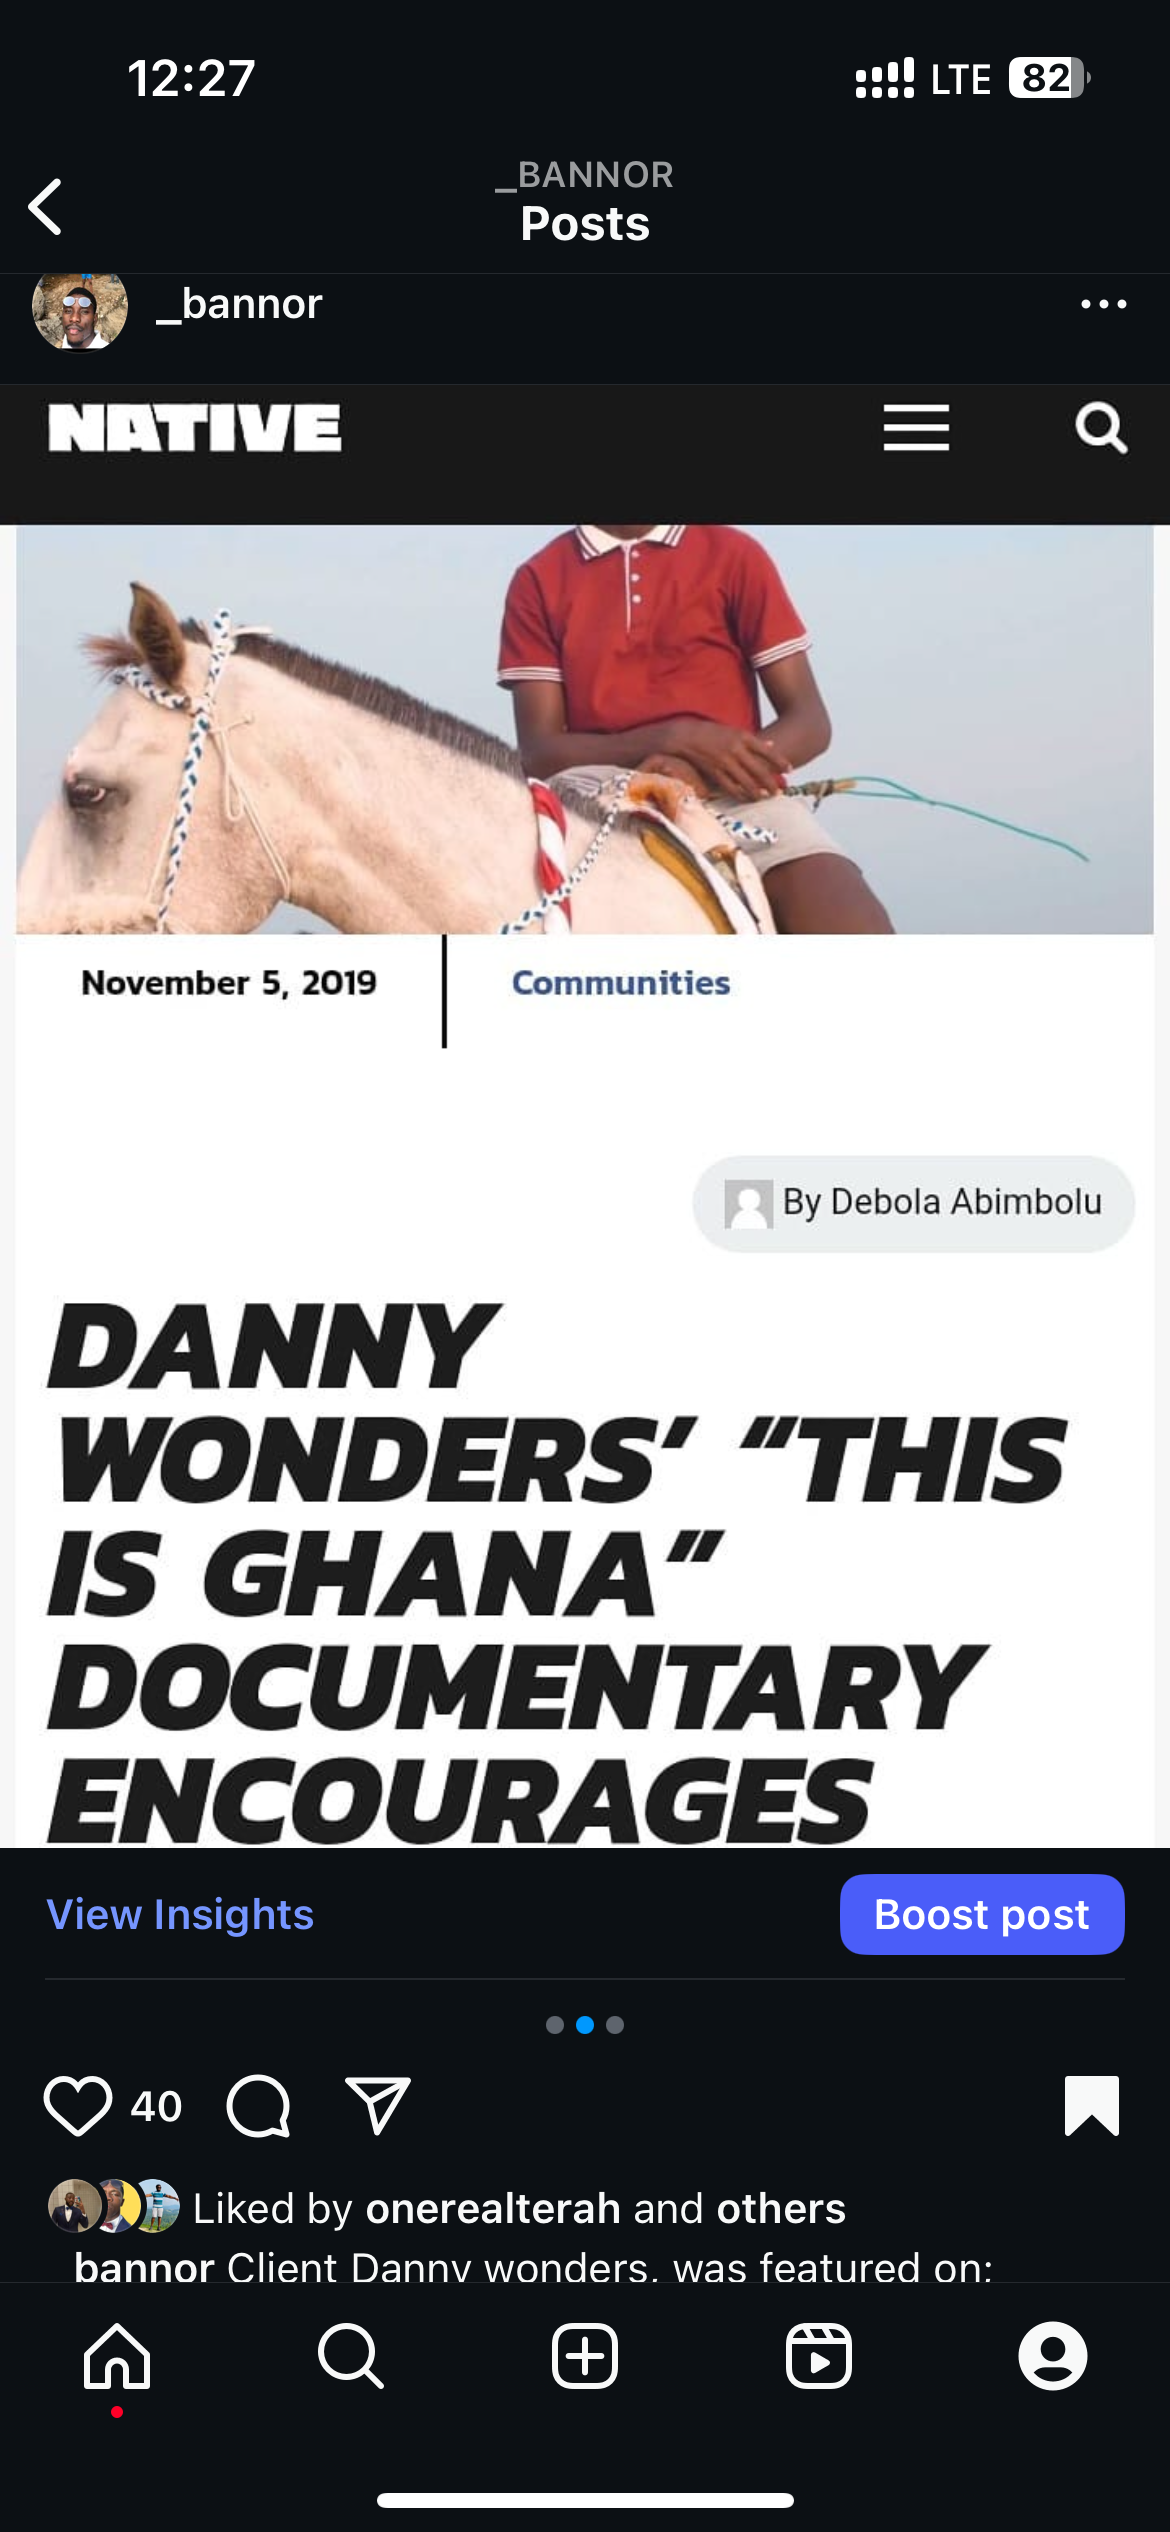 12:27
LTE 82
_BANNOR
Posts
_bannor
NATIVE
November 5, 2019
Communities
By Debola Abimbolu
DANNY
WONDERS’ “THIS
IS GHANA”
DOCUMENTARY
ENCOURAGES
View Insights
Boost post
40
Liked by onerealterah and others
_bannor Client Danny wonders, was featured on: